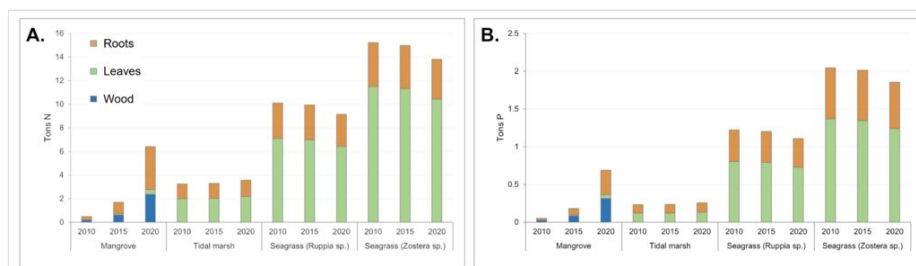 A.
Roots
Leaves
Wood
Tons N
16
14
12
10
8
6
4
2
0
2010 2015 2020 2010 2015 2020 2010 2015 2020 2010 2015 2020
Mangrove Tidal marsh Seagrass (Ruppia sp.) Seagrass (Zostera sp.)
B.
Tons P
2.5
2
1.5
1
0.5
0
2010 2015 2020 2010 2015 2020 2010 2015 2020 2010 2015 2020
Mangrove Tidal marsh Seagrass (Ruppia sp.) Seagrass (Zostera sp.)